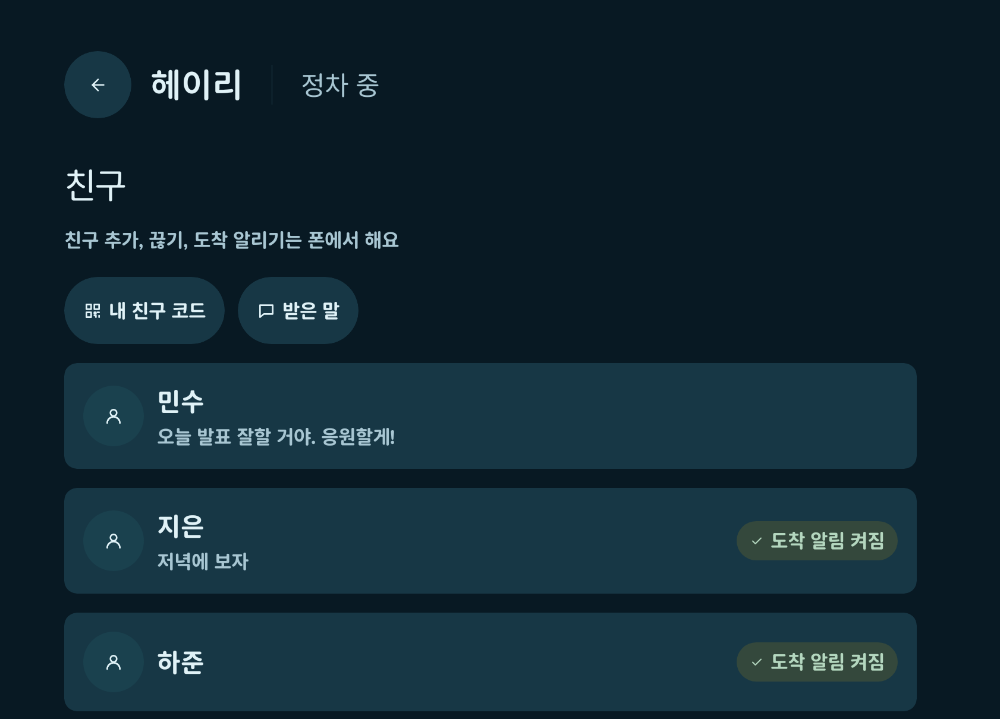 헤이리
정차 중
친구
친구 추가, 끊기, 도착 알리기는 폰에서 해요
내 친구 코드
받은 말
민수
오늘 발표 잘할 거야. 응원할게!
지은
저녁에 보자
도착 알림 켜짐
하준
도착 알림 켜짐